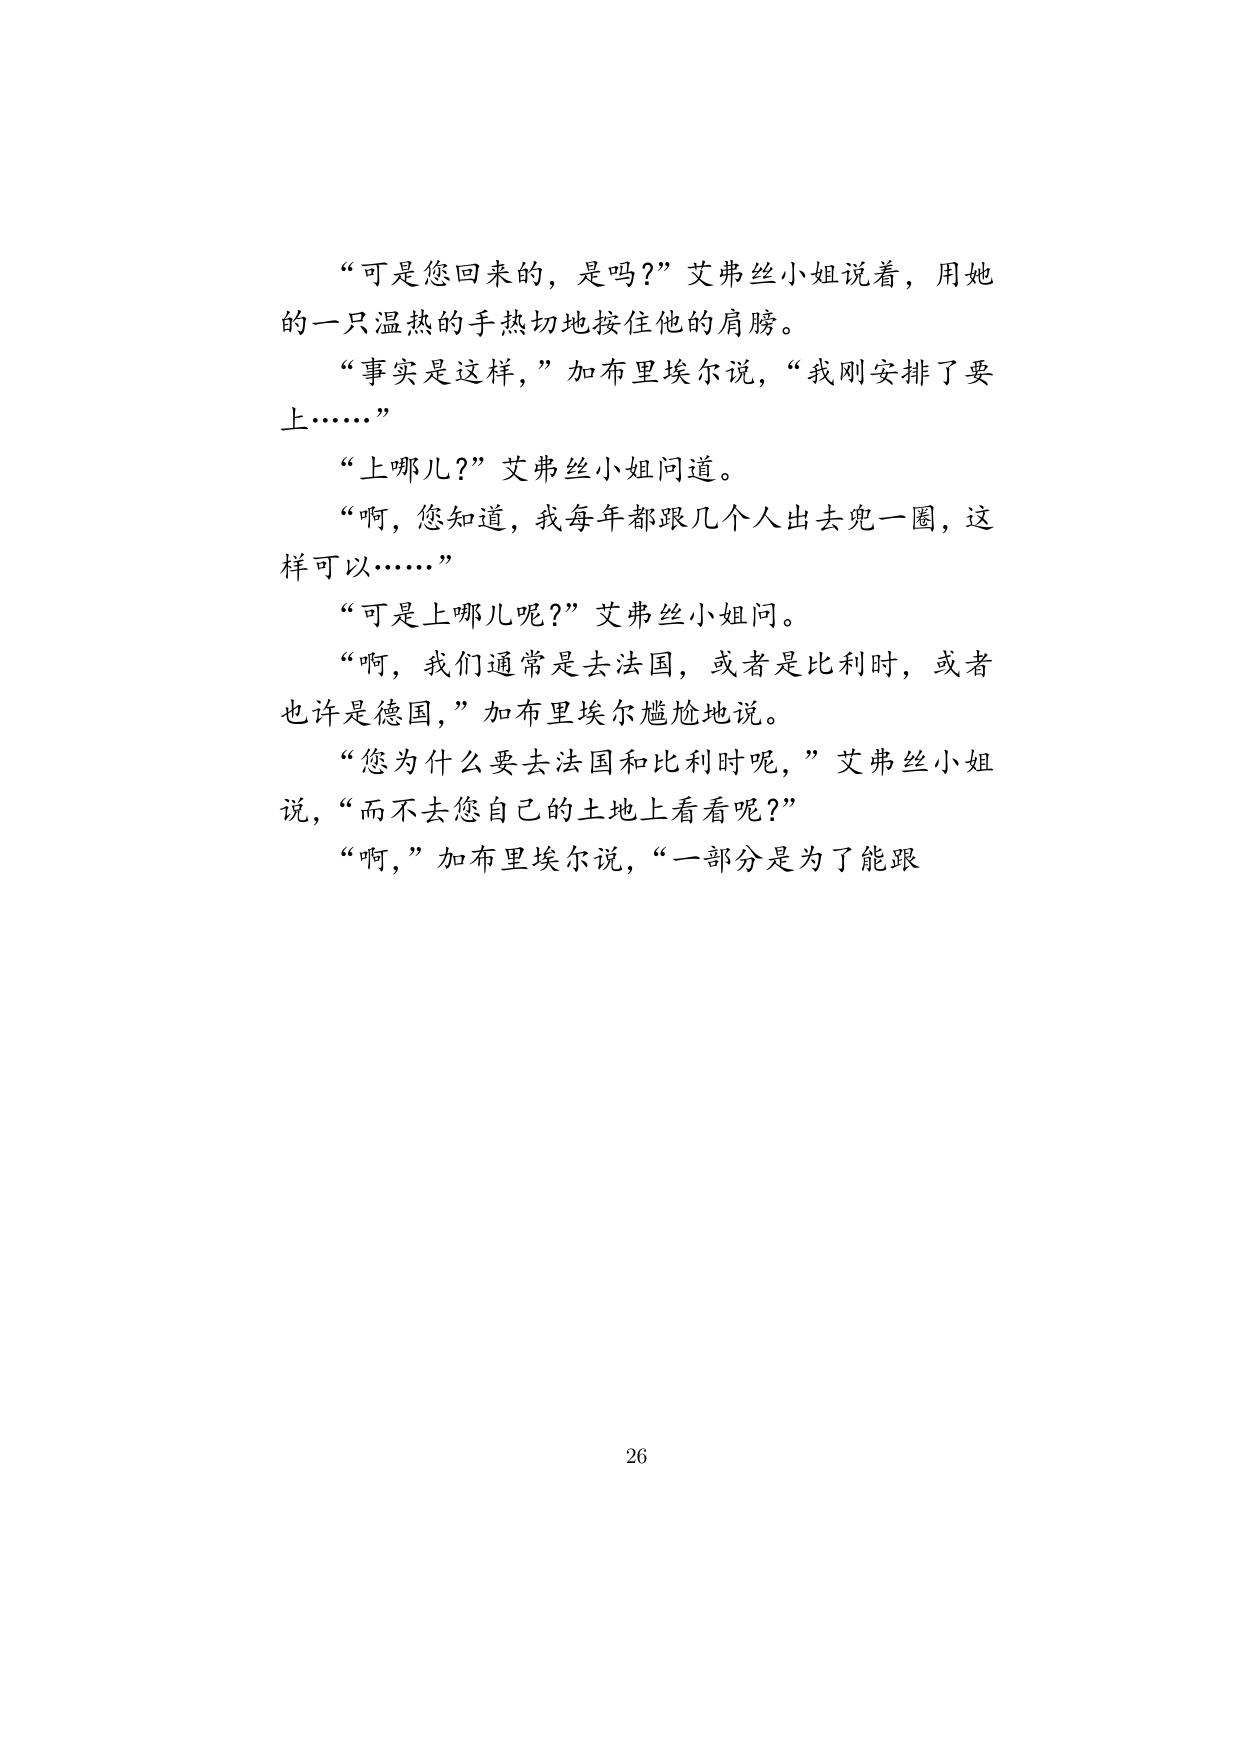 “可是您回来的，是吗？”艾弗丝小姐说着，用她
的一只温热的手热切地按住他的肩膀。
“事实是这样，”加布里埃尔说，“我刚安排了要
上……”
“上哪儿？”艾弗丝小姐问道。
“啊，您知道，我每年都跟几个人出去兜一圈，这
样可以……”
“可是上哪儿呢？”艾弗丝小姐问。
“啊，我们通常是去法国，或者是比利时，或者
也许是德国，”加布里埃尔尴尬地说。
“您为什么要去法国和比利时呢，”艾弗丝小姐
说，“而不去您自己的土地上看看呢？”
“啊，”加布里埃尔说，“一部分是为了能跟
26